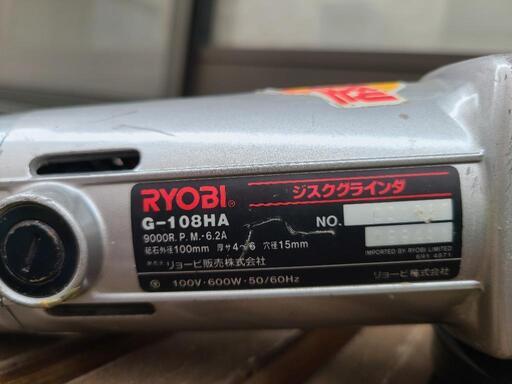 RYOBI®
ジスクグラインダ
G-108HA
NO.
9000R.P.M.-6.2A
砥石外径100mm 厚サ4〜6 穴径15mm
リョービ販売株式会社
IMPORTED BY RYOBI LIMITED
691 4871
リョービ株式会社
100V・600W・50/60Hz